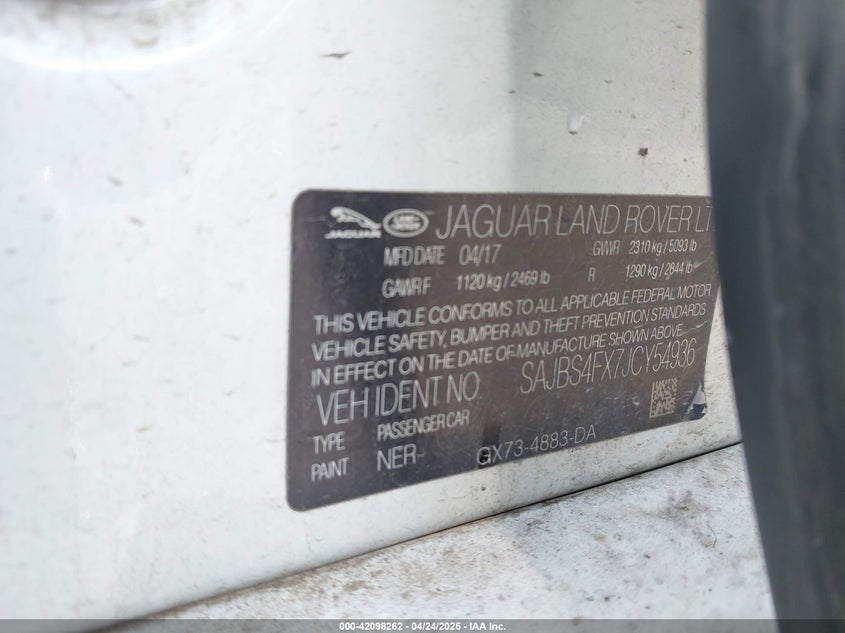 JAGUAR
JAGUAR LAND ROVER LT
MFD DATE 04/17 GVWR 2310 kg / 5093 lb
GAWR F 1120 kg / 2469 lb R 1290 kg / 2844 lb
THIS VEHICLE CONFORMS TO ALL APPLICABLE FEDERAL MOTOR
VEHICLE SAFETY, BUMPER AND THEFT PREVENTION STANDARDS
IN EFFECT ON THE DATE OF MANUFACTURE SHOWN ABOVE.
VEH IDENT NO SAJBS4FX7JCY54936
TYPE PASSENGER CAR
PAINT NER- GX73-4883-DA
000-42098262 - 04/24/2025 - IAA Inc.